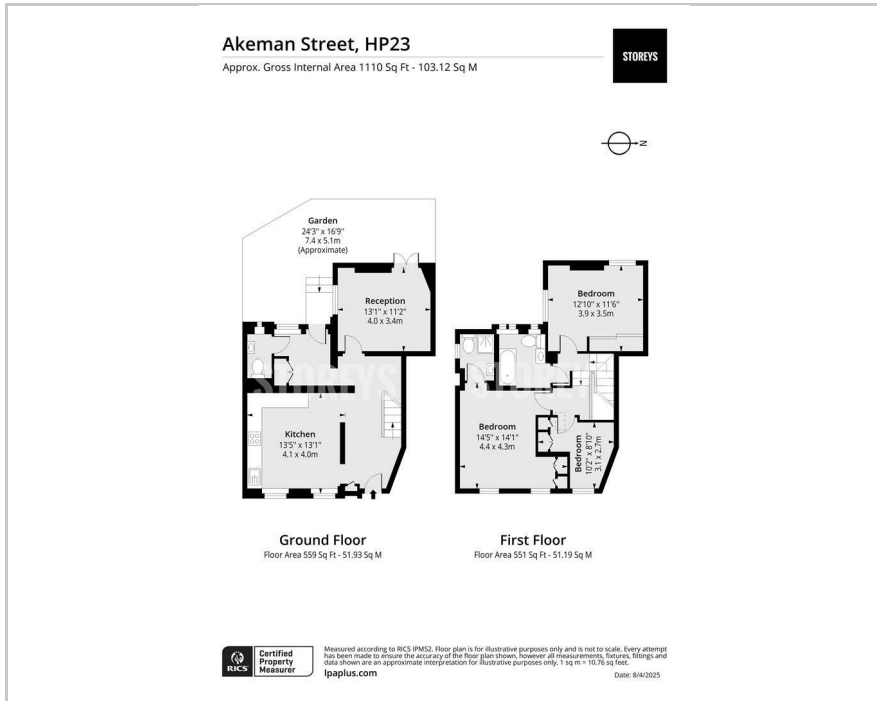 Akeman Street, HP23
Approx. Gross Internal Area 1110 Sq Ft - 103.12 Sq M
STOREYS
N
Garden
24'3" x 16'9"
7.4 x 5.1m
(Approximate)
Reception
13'1" x 11'2"
4.0 x 3.4m
Kitchen
13'5" x 13'1"
4.1 x 4.0m
STOREYS
Ground Floor
Floor Area 559 Sq Ft - 51.93 Sq M
Bedroom
12'10" x 11'6"
3.9 x 3.5m
Bedroom
14'5" x 14'1"
4.4 x 4.3m
Bedroom
10'2" x 8'10"
3.1 x 2.7m
STOREYS
First Floor
Floor Area 551 Sq Ft - 51.19 Sq M
RICS
Certified
Property
Measurer
Measured according to RICS IPMS2. Floor plan is for illustrative purposes only and is not to scale. Every attempt
has been made to ensure the accuracy of the floor plan shown, however all measurements, fixtures, fittings and
data shown are an approximate interpretation for illustrative purposes only. 1 sq m = 10.76 sq feet.
lpaplus.com
Date: 8/4/2025